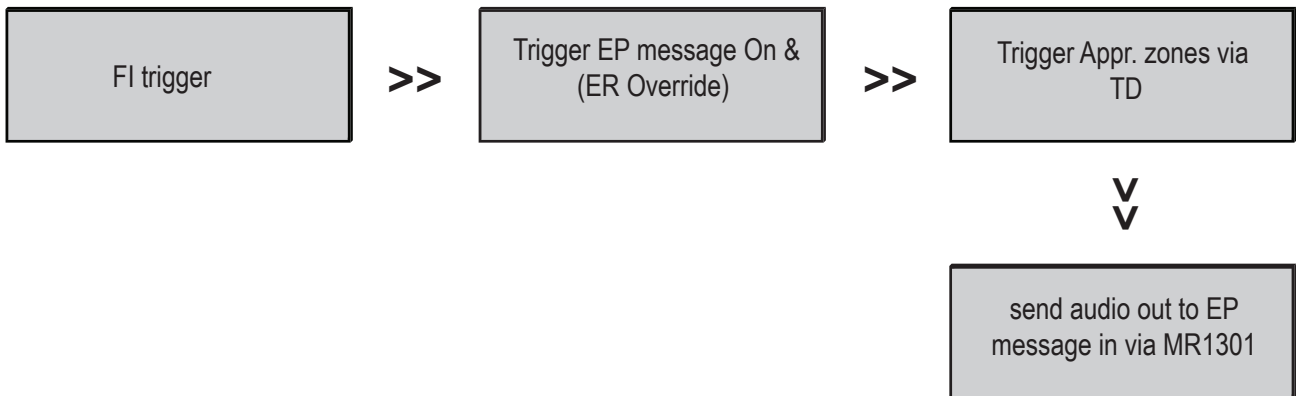 FI trigger
>>
Trigger EP message On &
(ER Override)
>>
Trigger Appr. zones via
TD
>>
send audio out to EP
message in via MR1301